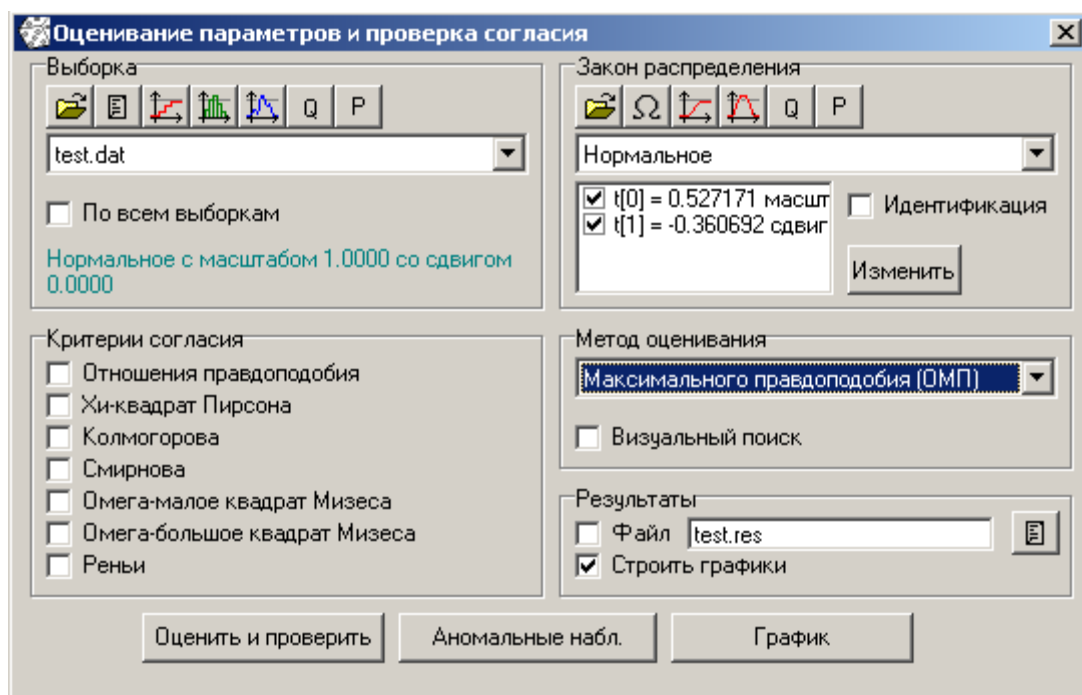 Оценивание параметров и проверка согласия
Выборка
Q P
test.dat
По всем выборкам
Нормальное с масштабом 1.0000 со сдвигом
0.0000
Закон распределения
Ω Q P
Нормальное
t[0] = 0.527171 масшт
t[1] = -0.360692 сдвиг
Идентификация
Изменить
Критерии согласия
Отношения правдоподобия
Хи-квадрат Пирсона
Колмогорова
Смирнова
Омега-малое квадрат Мизеса
Омега-большое квадрат Мизеса
Реньи
Метод оценивания
Максимального правдоподобия (ОМП)
Визуальный поиск
Результаты
Файл test.res
Строить графики
Оценить и проверить
Аномальные набл.
График